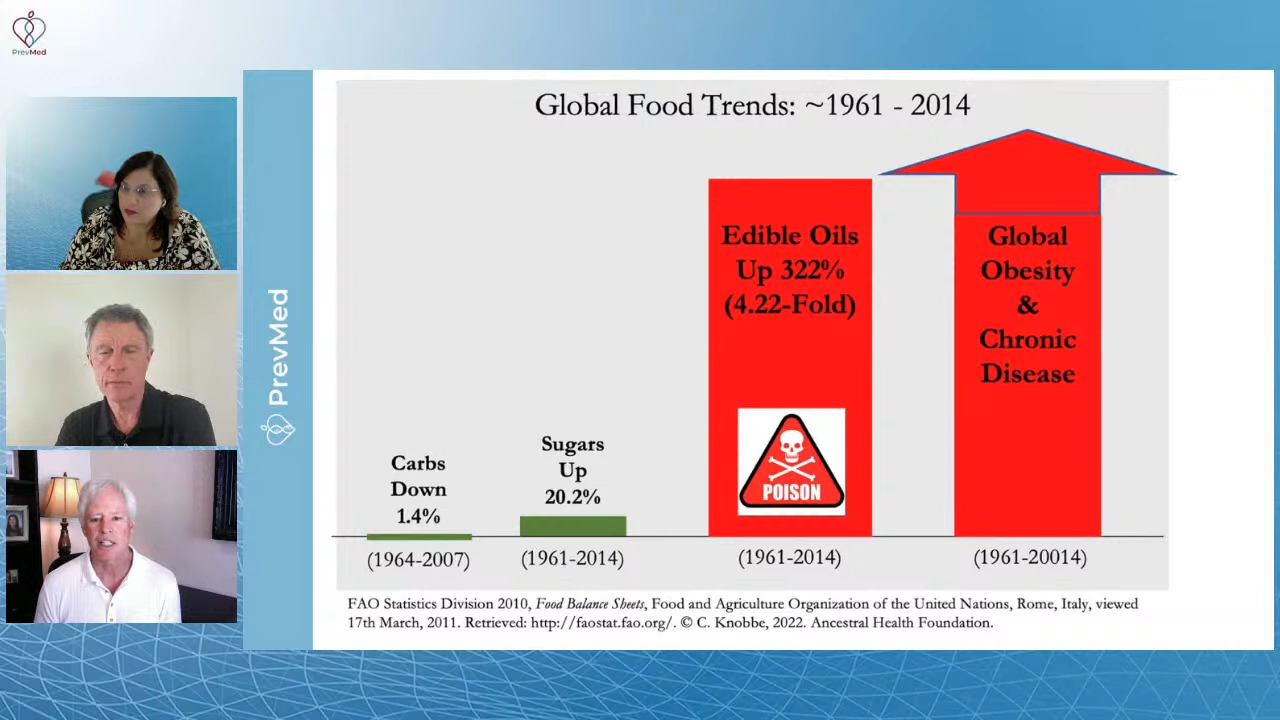 PrevMed
PrevMed
Global Food Trends: ~1961 - 2014
Carbs
Down
1.4%
(1964-2007)
Sugars
Up
20.2%
(1961-2014)
Edible Oils
Up 322%
(4.22-Fold)
POISON
(1961-2014)
Global
Obesity
&
Chronic
Disease
(1961-20014)
FAO Statistics Division 2010, Food Balance Sheets, Food and Agriculture Organization of the United Nations, Rome, Italy, viewed
17th March, 2011. Retrieved: http://faostat.fao.org/. © C. Knobbe, 2022. Ancestral Health Foundation.